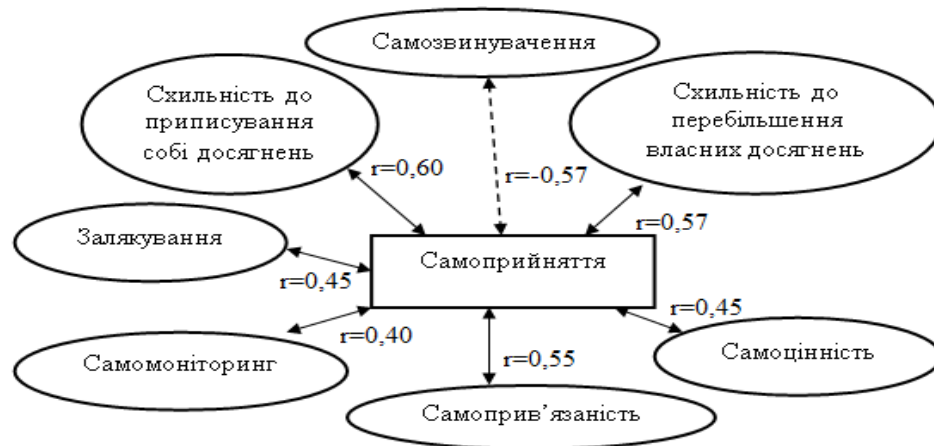 Самозвинувачення
Схильність до
приписування
собі досягнень
Схильність до
перебільшення
власних досягнень
r=0,60
r=-0,57
r=0,57
Залякування
Самоприйняття
r=0,45
r=0,45
r=0,40
Самомоніторинг
r=0,55
Самоцінність
Самоприв’язаність